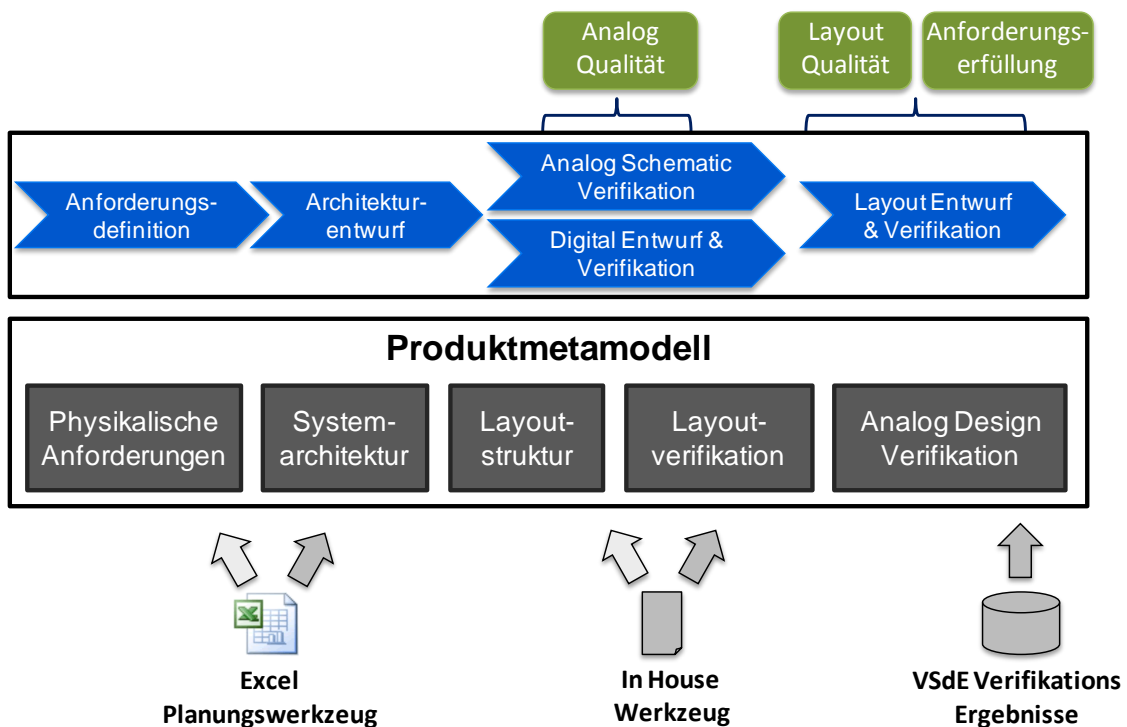 Analog
Qualität
Layout
Qualität
Anforderungs-
erfüllung
Anforderungs-
definition
Architektur-
entwurf
Analog Schematic
Verifikation
Digital Entwurf &
Verifikation
Layout Entwurf
& Verifikation
Produktmetamodell
Physikalische
Anforderungen
System-
architektur
Layout-
struktur
Layout-
verifikation
Analog Design
Verifikation
Excel
Planungswerkzeug
In House
Werkzeug
VSdE Verifikations
Ergebnisse